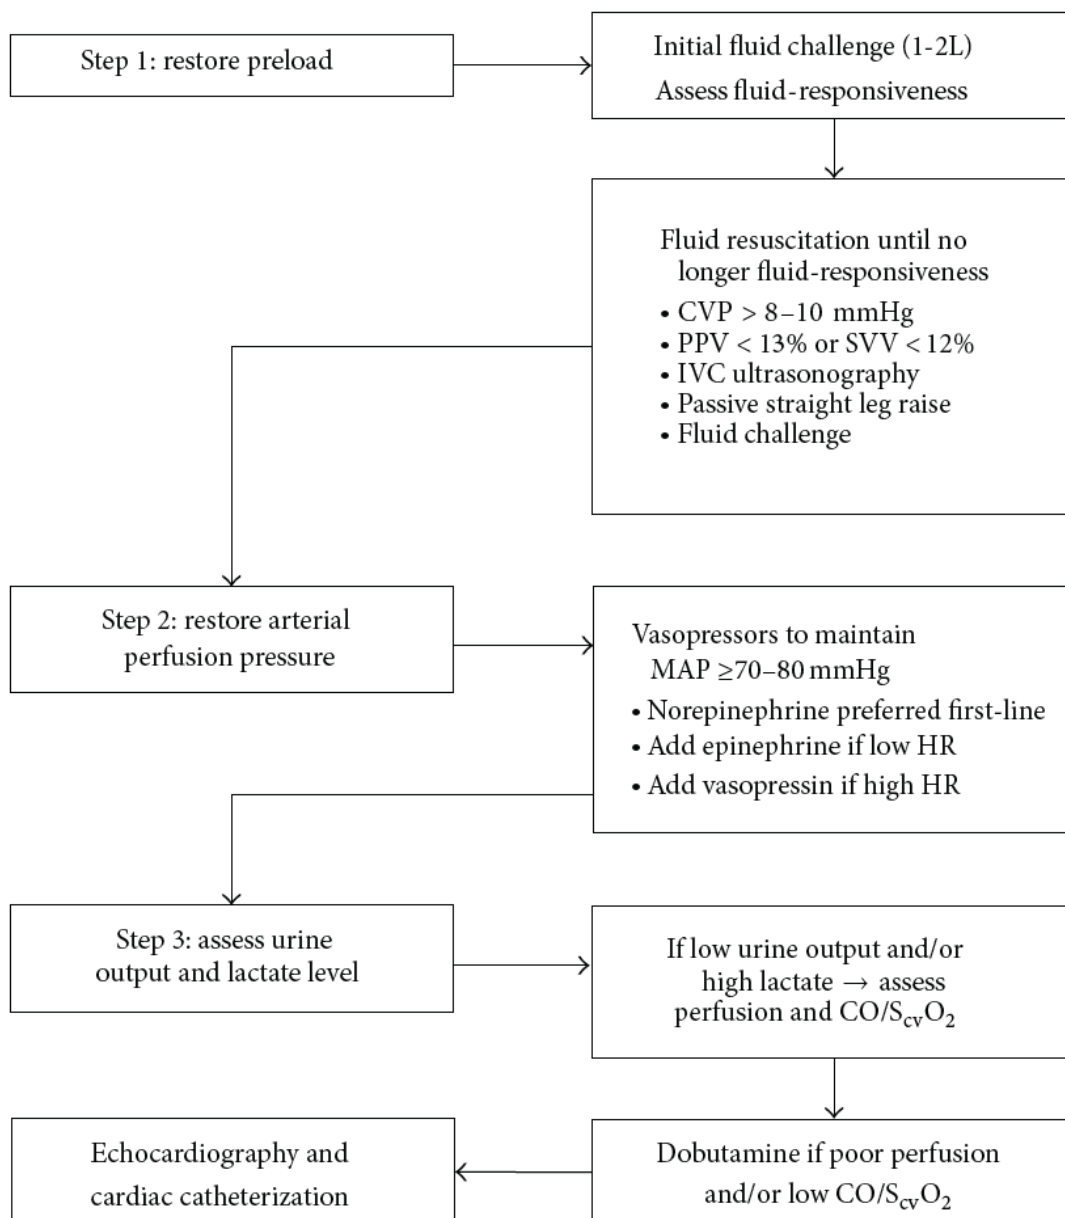 Step 1: restore preload
Initial fluid challenge (1-2L)
Assess fluid-responsiveness
Fluid resuscitation until no
longer fluid-responsiveness
• CVP > 8–10 mmHg
• PPV < 13% or SVV < 12%
• IVC ultrasonography
• Passive straight leg raise
• Fluid challenge
Step 2: restore arterial
perfusion pressure
Vasopressors to maintain
MAP ≥70–80 mmHg
• Norepinephrine preferred first-line
• Add epinephrine if low HR
• Add vasopressin if high HR
Step 3: assess urine
output and lactate level
If low urine output and/or
high lactate → assess
perfusion and CO/ScvO2
Dobutamine if poor perfusion
and/or low CO/ScvO2
Echocardiography and
cardiac catheterization